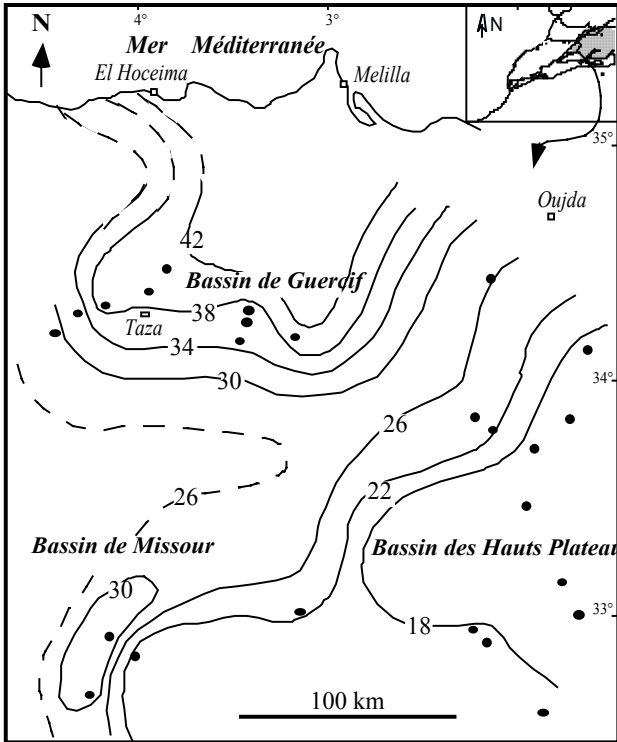 4°
3°
N
Mer Méditerranée
El Hoceima
Melilla
N
35°
Oujda
42
Bassin de Guercif
38
Taza
34
30
34°
26
22
26
Bassin de Missour
Bassin des Hauts Plateau
30
33°
18
100 km